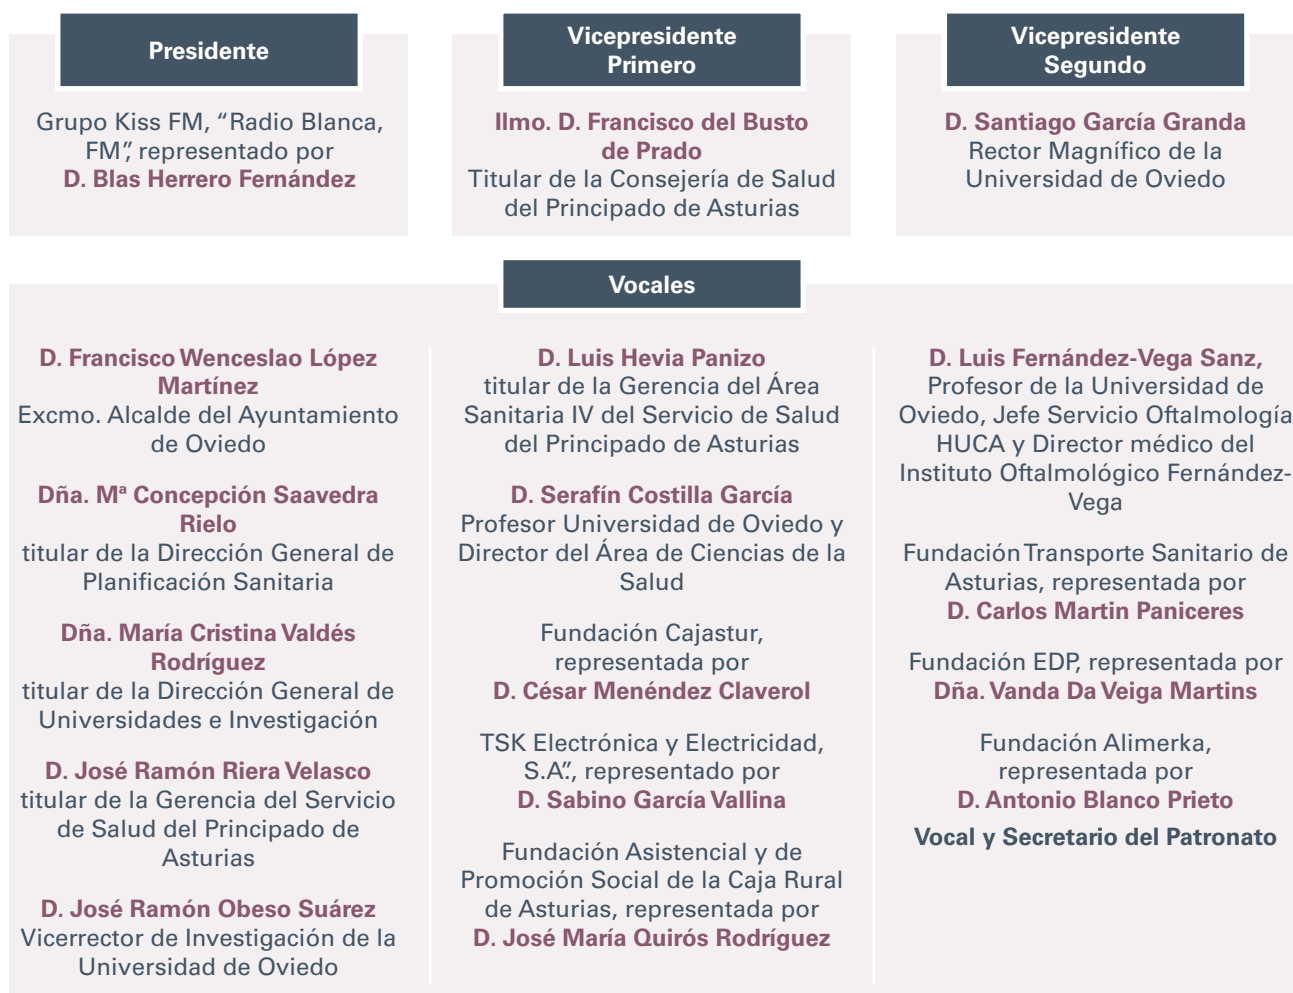 Presidente
Grupo Kiss FM, “Radio Blanca,
FM”, representado por
D. Blas Herrero Fernández
Vicepresidente
Primero
Ilmo. D. Francisco del Busto
de Prado
Titular de la Consejería de Salud
del Principado de Asturias
Vicepresidente
Segundo
D. Santiago García Granda
Rector Magnífico de la
Universidad de Oviedo
Vocales
D. Francisco Wenceslao López
Martínez
Excmo. Alcalde del Ayuntamiento
de Oviedo
Dña. Mª Concepción Saavedra
Rielo
titular de la Dirección General de
Planificación Sanitaria
Dña. María Cristina Valdés
Rodríguez
titular de la Dirección General de
Universidades e Investigación
D. José Ramón Riera Velasco
titular de la Gerencia del Servicio
de Salud del Principado de
Asturias
D. José Ramón Obeso Suárez
Vicerrector de Investigación de la
Universidad de Oviedo
D. Luis Hevia Panizo
titular de la Gerencia del Área
Sanitaria IV del Servicio de Salud
del Principado de Asturias
D. Serafín Costilla García
Profesor Universidad de Oviedo y
Director del Área de Ciencias de la
Salud
Fundación Cajastur,
representada por
D. César Menéndez Claverol
TSK Electrónica y Electricidad,
S.A.”, representado por
D. Sabino García Vallina
Fundación Asistencial y de
Promoción Social de la Caja Rural
de Asturias, representada por
D. José María Quirós Rodríguez
D. Luis Fernández-Vega Sanz,
Profesor de la Universidad de
Oviedo, Jefe Servicio Oftalmología
HUCA y Director médico del
Instituto Oftalmológico Fernández-
Vega
Fundación Transporte Sanitario de
Asturias, representada por
D. Carlos Martin Paniceres
Fundación EDP, representada por
Dña. Vanda Da Veiga Martins
Fundación Alimerka,
representada por
D. Antonio Blanco Prieto
Vocal y Secretario del Patronato